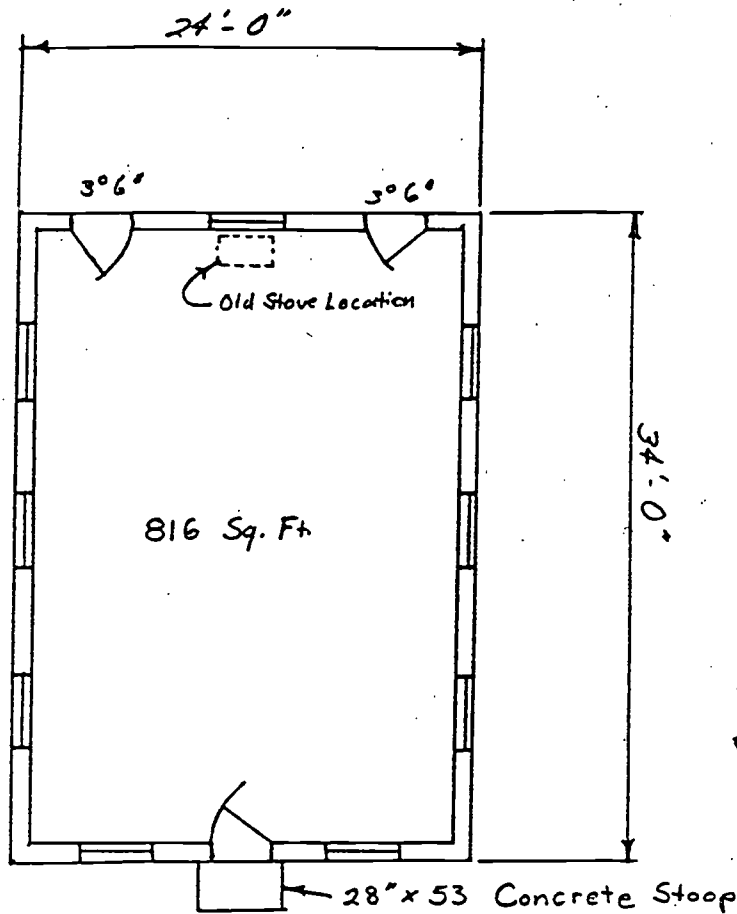 24'-0"
3°6" 3°6"
Old Stove Location
34'-0"
816 Sq. Ft.
28" x 53 Concrete Stoop